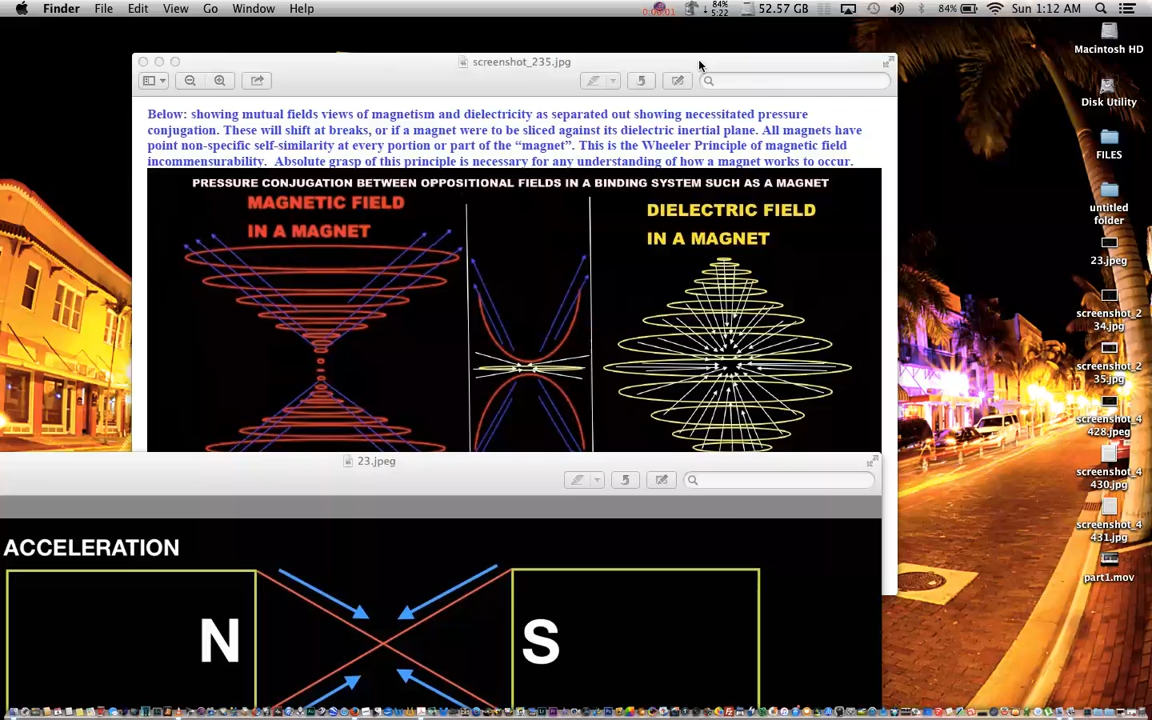 Finder File Edit View Go Window Help
0:00:01 84% 5:22 52.57 GB 84% Sun 1:12 AM
screenshot_235.jpg
Below: showing mutual fields views of magnetism and dielectricity as separated out showing necessitated pressure
conjugation. These will shift at breaks, or if a magnet were to be sliced against its dielectric inertial plane. All magnets have
point non-specific self-similarity at every portion or part of the “magnet”. This is the Wheeler Principle of magnetic field
incommensurability. Absolute grasp of this principle is necessary for any understanding of how a magnet works to occur.
PRESSURE CONJUGATION BETWEEN OPPOSITIONAL FIELDS IN A BINDING SYSTEM SUCH AS A MAGNET
MAGNETIC FIELD
IN A MAGNET
DIELECTRIC FIELD
IN A MAGNET
23.jpeg
ACCELERATION
N
S
Macintosh HD
Disk Utility
FILES
untitled
folder
23.jpeg
screenshot_2
34.jpg
screenshot_2
35.jpg
screenshot_4
428.jpeg
screenshot_4
430.jpg
screenshot_4
431.jpg
part1.mov